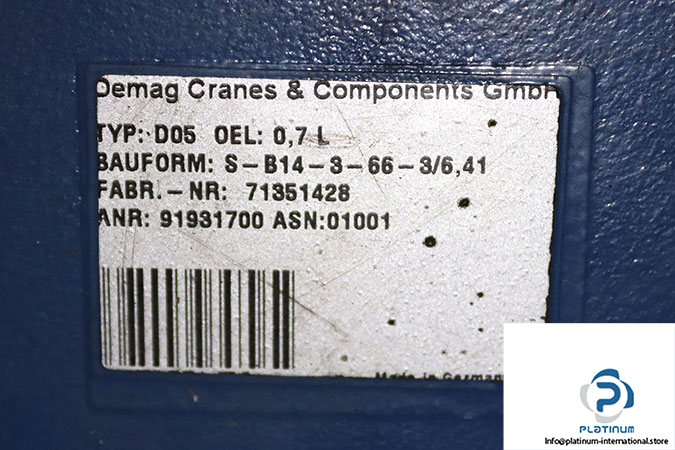 Demag Cranes & Components GmbH
TYP: D05 OEL: 0,7 L
BAUFORM: S-B14-3-66-3/6,41
FABR.-NR: 71351428
ANR: 91931700 ASN:01001
Made in German
PLATINUM
Info@platinum-international.store